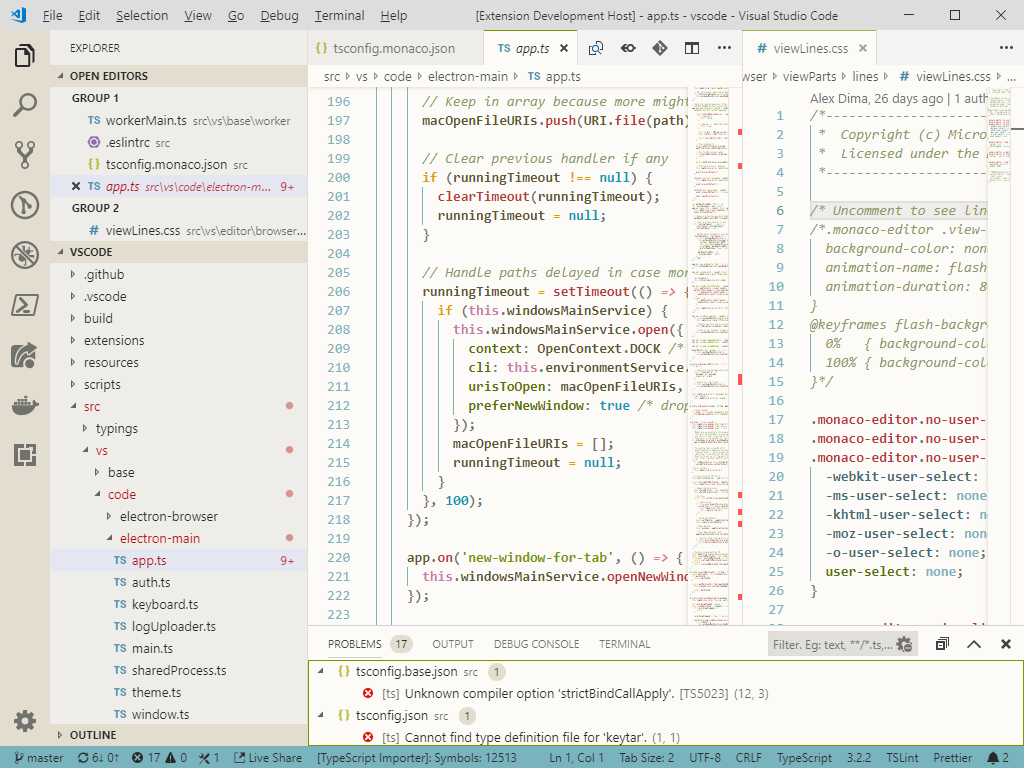 File Edit Selection View Go Debug Terminal Help [Extension Development Host] - app.ts - vscode - Visual Studio Code
EXPLORER
OPEN EDITORS
GROUP 1
TS workerMain.ts src\vs\base\worker
.eslintrc src
{} tsconfig.monaco.json src
TS app.ts src\vs\code\electron-m... 9+
GROUP 2
# viewLines.css src\vs\editor\browser...
VSCODE
.github
.vscode
build
extensions
resources
scripts
src
typings
vs
base
code
electron-browser
electron-main
TS app.ts 9+
TS auth.ts
TS keyboard.ts
TS logUploader.ts
TS main.ts
TS sharedProcess.ts
TS theme.ts
TS window.ts
OUTLINE
{} tsconfig.monaco.json TS app.ts
src vs code electron-main TS app.ts
196 // Keep in array because more migh
197 macOpenFileURIs.push(URI.file(path)
198
199 // Clear previous handler if any
200 if (runningTimeout !== null) {
201 clearTimeout(runningTimeout);
202 runningTimeout = null;
203 }
204
205 // Handle paths delayed in case mo
206 runningTimeout = setTimeout(() => {
207 if (this.windowsMainService) {
208 this.windowsMainService.open({
209 context: OpenContext.DOCK /*
210 cli: this.environmentService.
211 urisToOpen: macOpenFileURIs,
212 preferNewWindow: true /* drop
213 });
214 macOpenFileURIs = [];
215 runningTimeout = null;
216 }
217 }, 100);
218 });
219
220 app.on('new-window-for-tab', () => {
221 this.windowsMainService.openNewWin
222 });
223
# viewLines.css
wser viewParts lines # viewLines.css ...
Alex Dima, 26 days ago | 1 auth
1 /*---------------------
2 * Copyright (c) Micro
3 * Licensed under the
4 *---------------------
5
6 /* Uncomment to see lin
7 /*.monaco-editor .view-
8 background-color: non
9 animation-name: flash
10 animation-duration: 8
11 }
12 @keyframes flash-backgr
13 0% { background-col
14 100% { background-col
15 }*/
16
17 .monaco-editor.no-user-
18 .monaco-editor.no-user-
19 .monaco-editor.no-user-
20 -webkit-user-select:
21 -ms-user-select: none
22 -khtml-user-select: n
23 -moz-user-select: non
24 -o-user-select: none;
25 user-select: none;
26 }
27
PROBLEMS 17 OUTPUT DEBUG CONSOLE TERMINAL Filter. Eg: text, **/*.ts,...
{} tsconfig.base.json src 1
[ts] Unknown compiler option 'strictBindCallApply'. [TS5023] (12, 3)
{} tsconfig.json src 1
[ts] Cannot find type definition file for 'keytar'. (1, 1)
master 6↓ 0↑ 17 0 1 Live Share [TypeScript Importer]: Symbols: 12513 Ln 1, Col 1 Tab Size: 2 UTF-8 CRLF TypeScript 3.2.2 TSLint Prettier 2